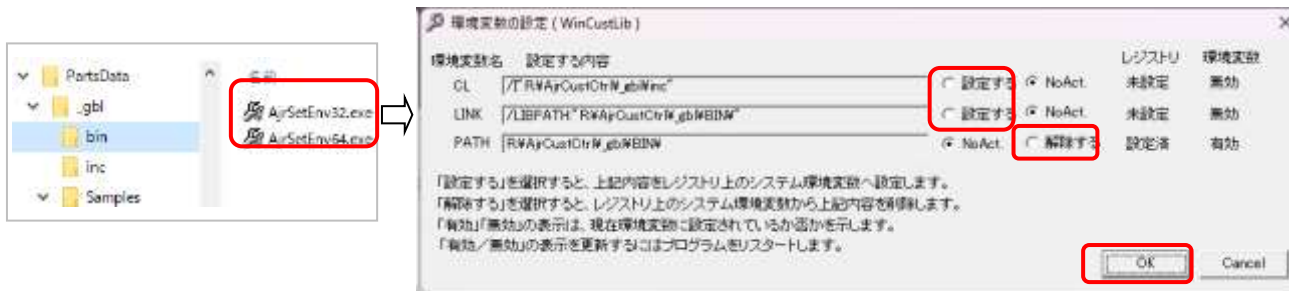 PartsData
_gbl
bin
inc
Samples
名前
AjrSetEnv32.exe
AjrSetEnv64.exe
環境変数の設定 ( WinCustLib )
環境変数名 設定する内容 レジストリ 環境変数
CL /I"R¥AjrCustCtrl¥_gbl¥inc" 設定する NoAct. 未設定 無効
LINK /LIBPATH:"R¥AjrCustCtrl¥_gbl¥BIN¥" 設定する NoAct. 未設定 無効
PATH R¥AjrCustCtrl¥_gbl¥BIN¥ NoAct. 解除する 設定済 有効
「設定する」を選択すると、上記内容をレジストリ上のシステム環境変数へ設定します。
「解除する」を選択すると、レジストリ上のシステム環境変数から上記内容を削除します。
「有効」「無効」の表示は、現在環境変数に設定されているか否かを示します。
「有効／無効」の表示を更新するにはプログラムをリスタートします。
OK Cancel